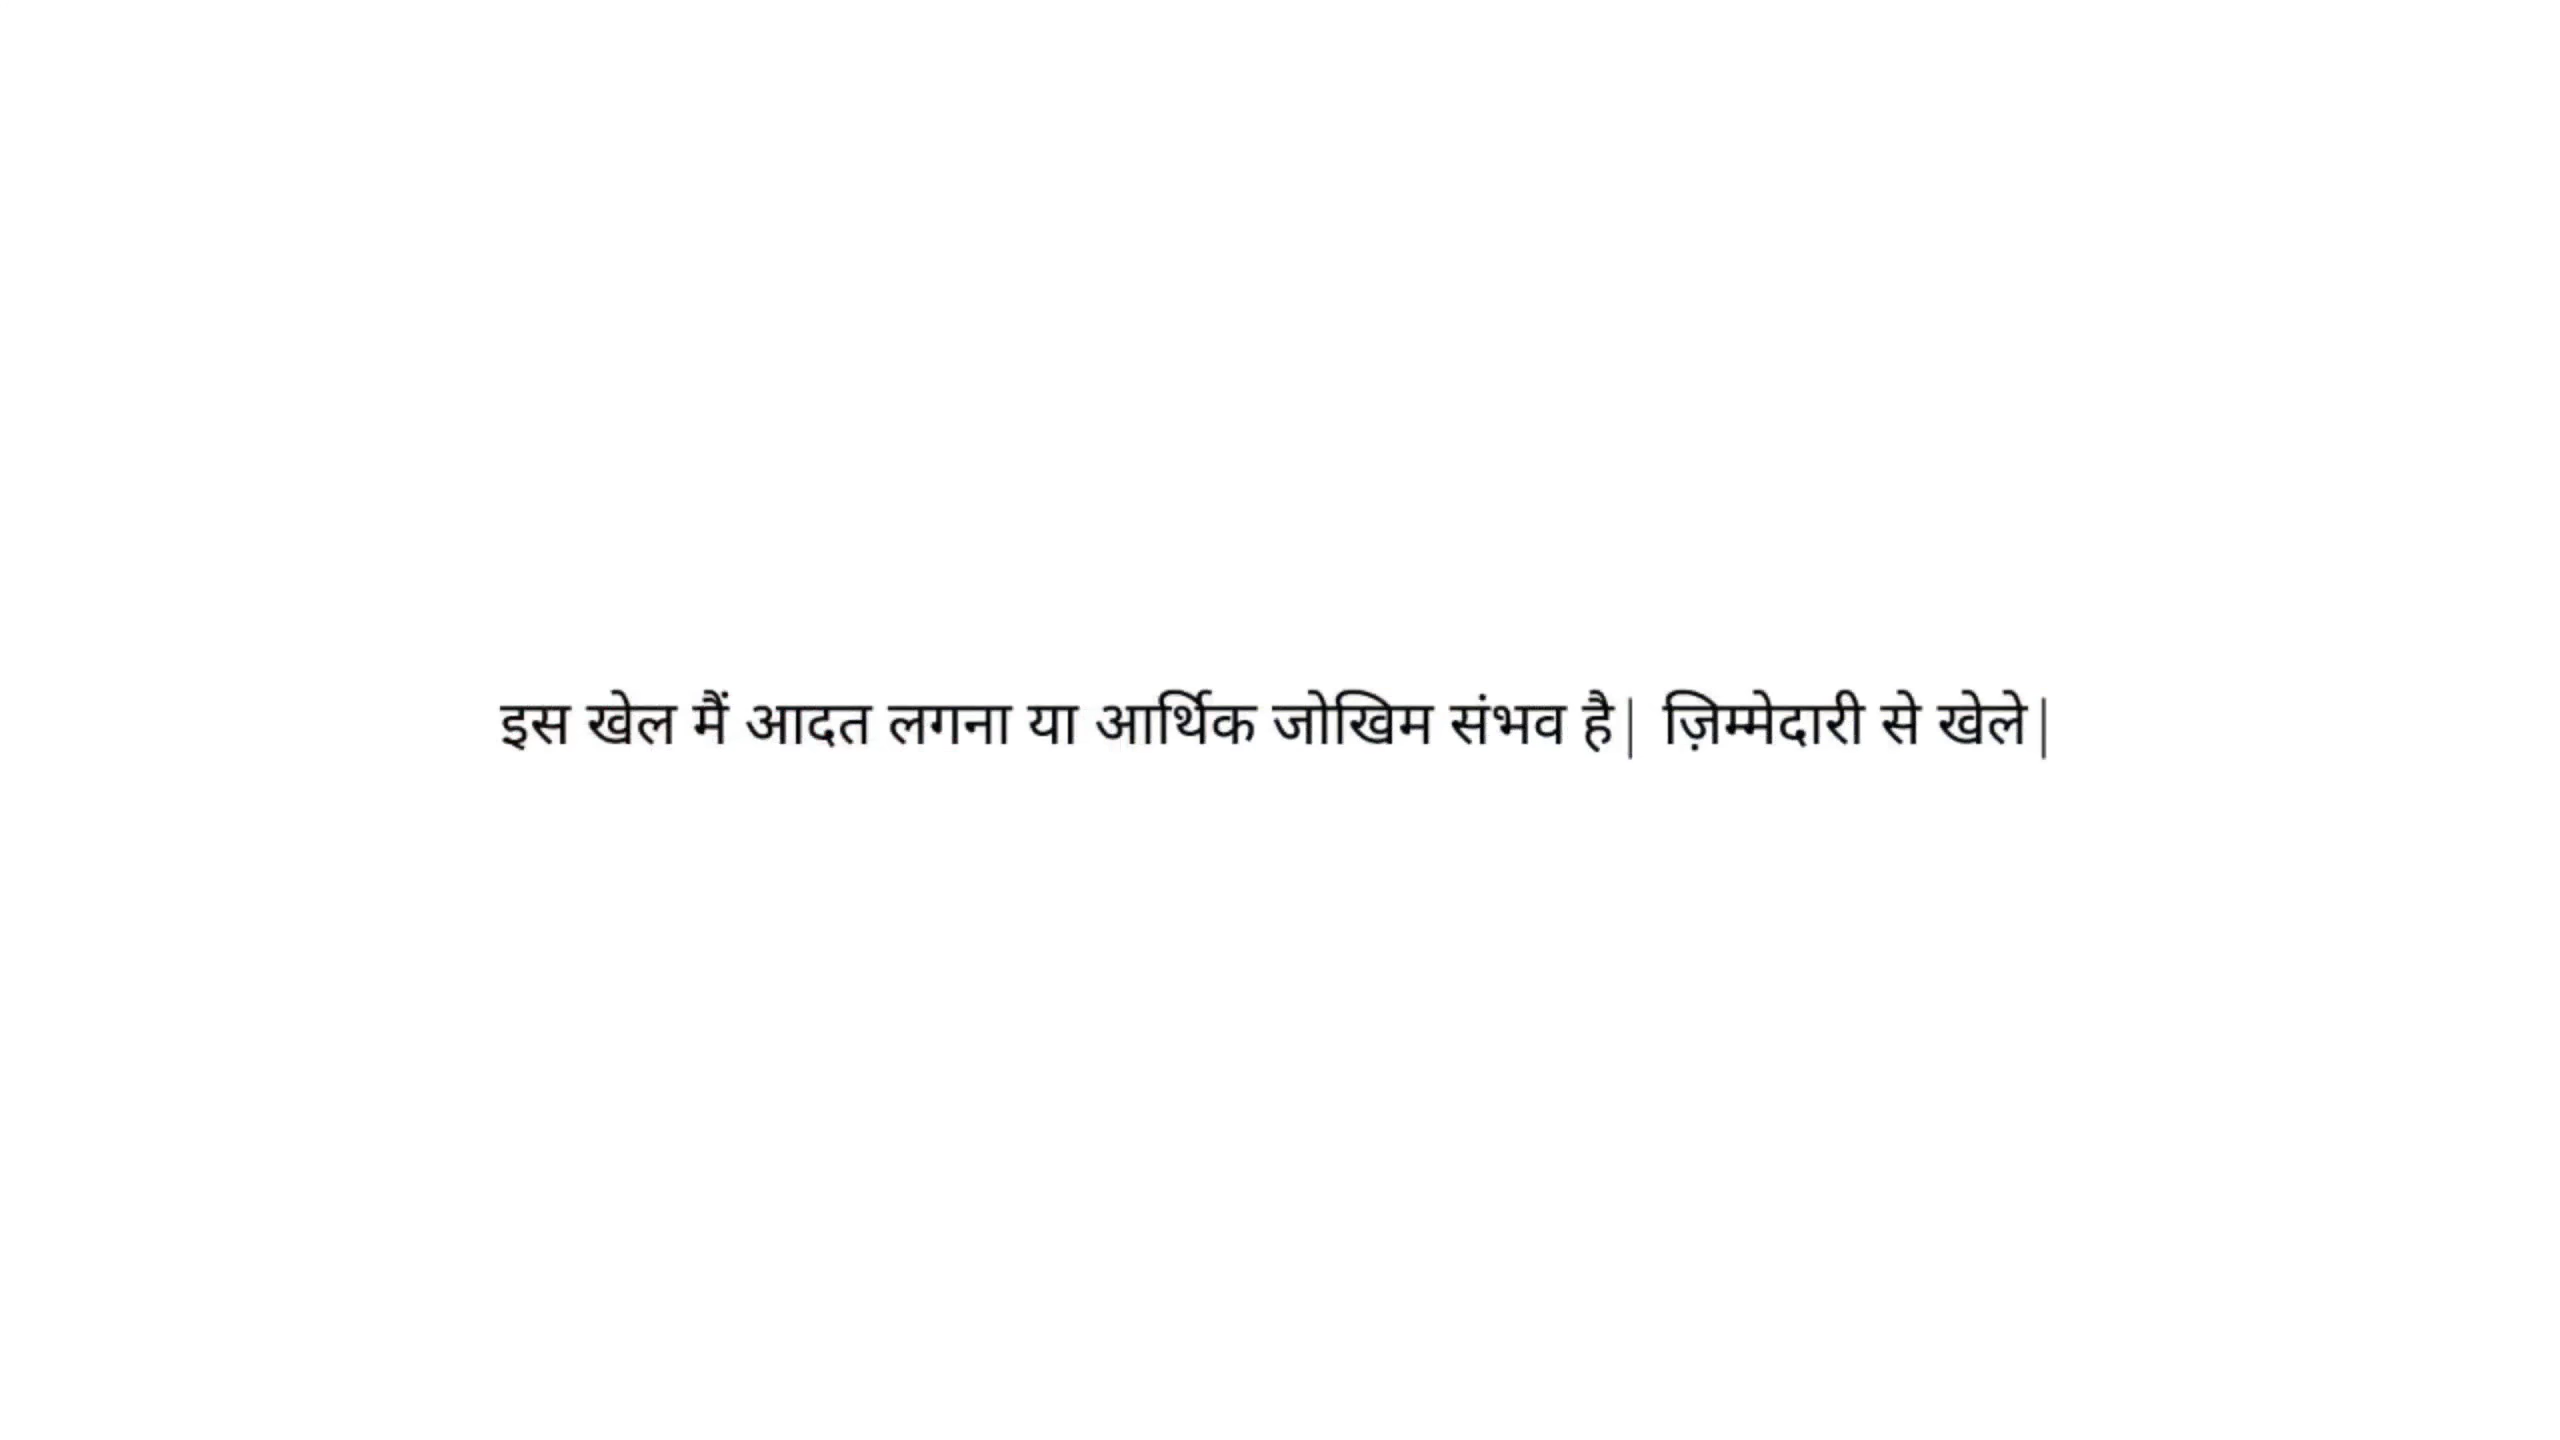 इस खेल मैं आदत लगना या आर्थिक जोखिम संभव है| ज़िम्मेदारी से खेले|